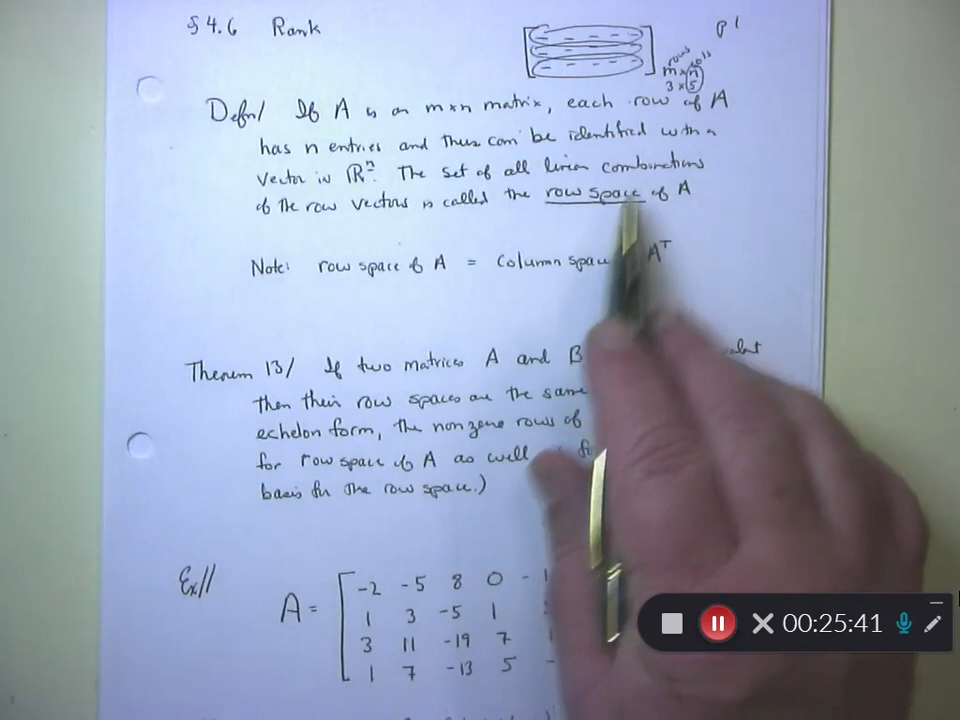 § 4.6 Rank
P 1
rows cols
m × n
3 × 5
Defn/ If A is an m×n matrix, each row of A
has n entries and thus can be identified with a
vector in ℝⁿ. The set of all linear combinations
of the row vectors is called the row space of A
Note: row space of A = Column space Aᵀ
Theorem 13/ If two matrices A and B
then their row spaces are the same
echelon form, the nonzero rows of
for row space of A as well
basis for the row space.)
Ex// A =
-2 -5 8 0 -1
1 3 -5 1
3 11 -19 7 1
1 7 -13 5 -
00:25:41